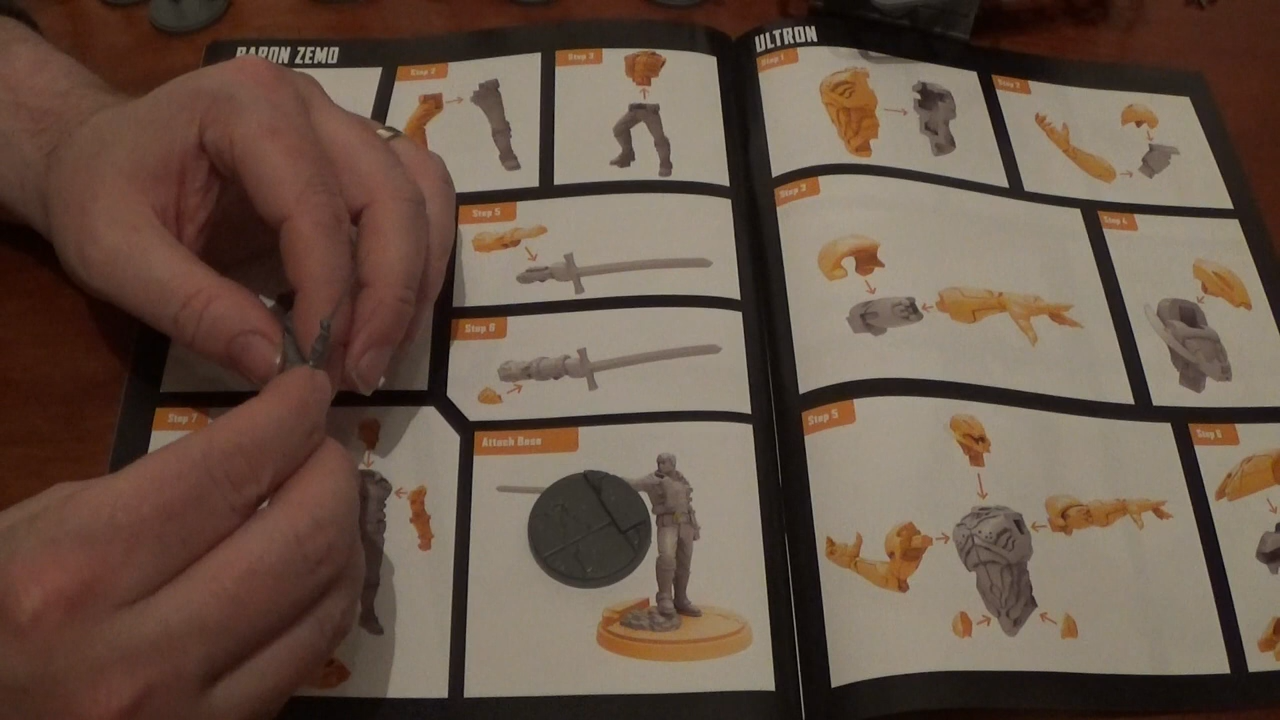 BARON ZEMO
Step 2
Step 3
Step 5
Step 6
Step 7
Attach Base
ULTRON
Step 1
Step 2
Step 3
Step 4
Step 5
Step 6